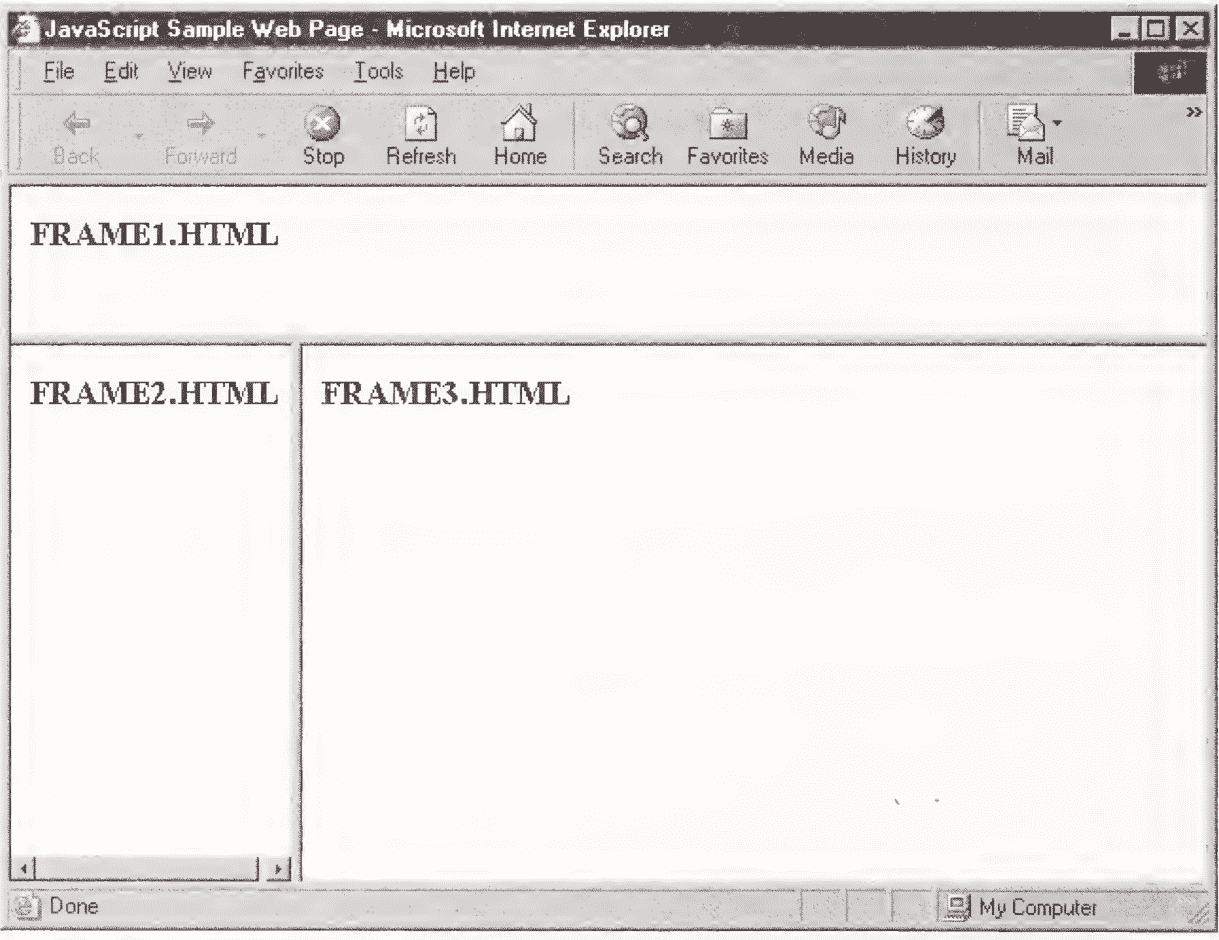 JavaScript Sample Web Page - Microsoft Internet Explorer
File Edit View Favorites Tools Help
Back Forward Stop Refresh Home Search Favorites Media History Mail »
FRAME1.HTML
FRAME2.HTML FRAME3.HTML
Done My Computer